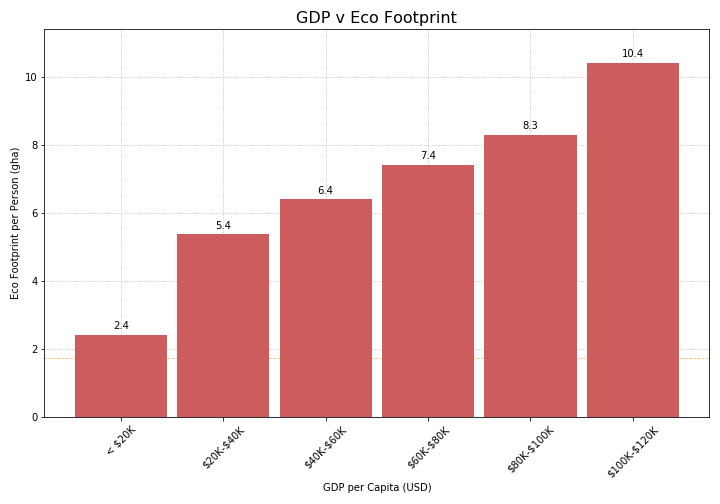 GDP v Eco Footprint
Eco Footprint per Person (gha)
10
8
6
4
2
0
2.4
5.4
6.4
7.4
8.3
10.4
< $20K
$20K-$40K
$40K-$60K
$60K-$80K
$80K-$100K
$100K-$120K
GDP per Capita (USD)